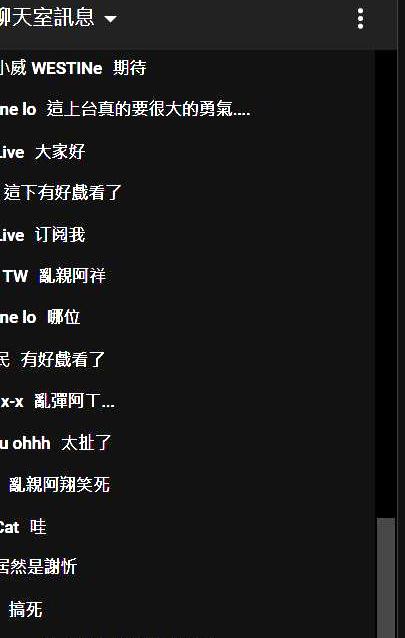 聊天室訊息
小威 WESTINe 期待
ne lo 這上台真的要很大的勇氣....
Live 大家好
這下有好戲看了
Live 订阅我
TW 亂親阿祥
ne lo 哪位
民 有好戲看了
x-x 亂彈阿丅...
u ohhh 太扯了
亂親阿翔笑死
Cat 哇
居然是謝忻
搞死